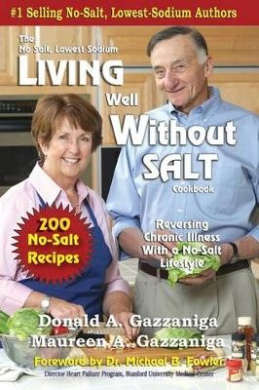 #1 Selling No-Salt, Lowest-Sodium Authors
The
No Salt, Lowest Sodium
LIVING
Well
Without
SALT
Cookbook
200
No-Salt
Recipes
Reversing
Chronic Illness
With a No-Salt
Lifestyle
Donald A. Gazzaniga
Maureen A. Gazzaniga
Foreword by Dr. Michael B. Fowler
Director Heart Failure Program, Stanford University Medical Center